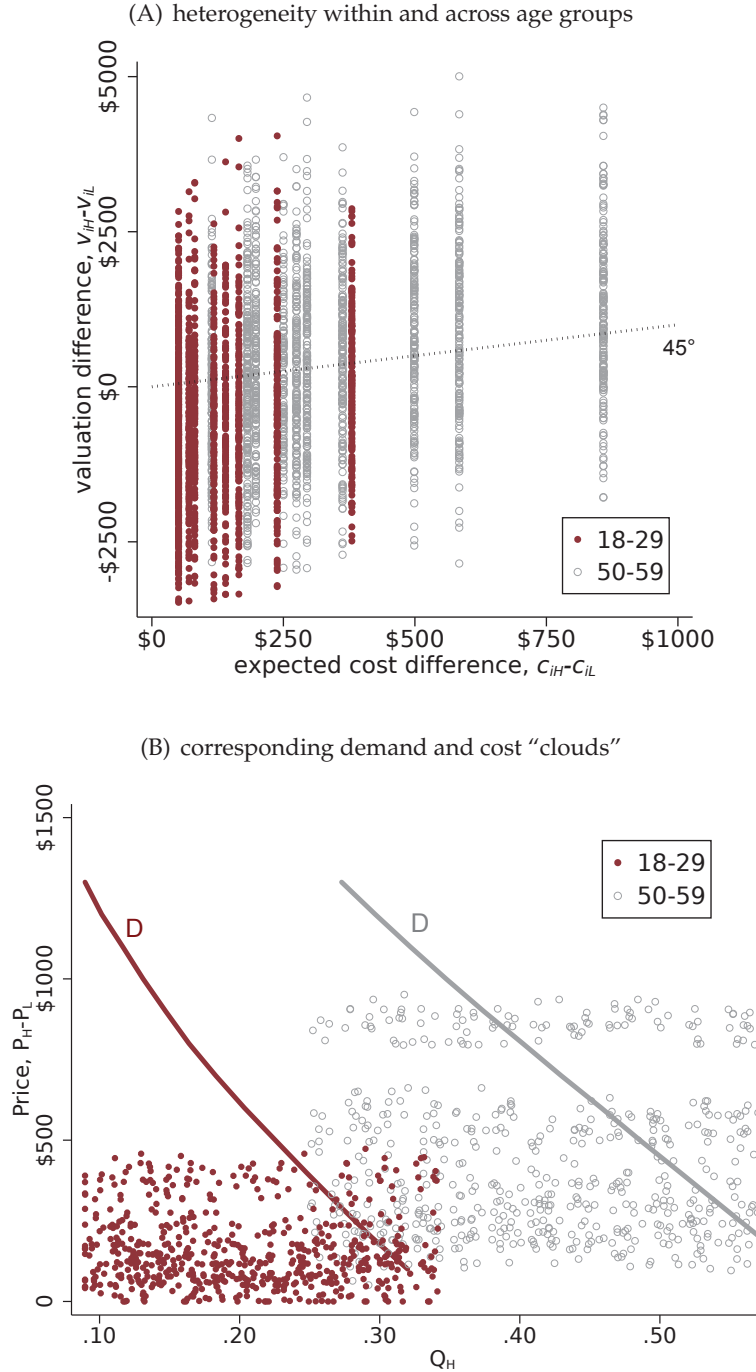 (A) heterogeneity within and across age groups
valuation difference, v_iH-v_iL
$5000
$2500
$0
-$2500
45°
18-29
50-59
$0 $250 $500 $750 $1000
expected cost difference, c_iH-c_iL
(B) corresponding demand and cost “clouds”
Price, P_H-P_L
$1500
$1000
$500
0
D
D
18-29
50-59
.10 .20 .30 .40 .50
Q_H